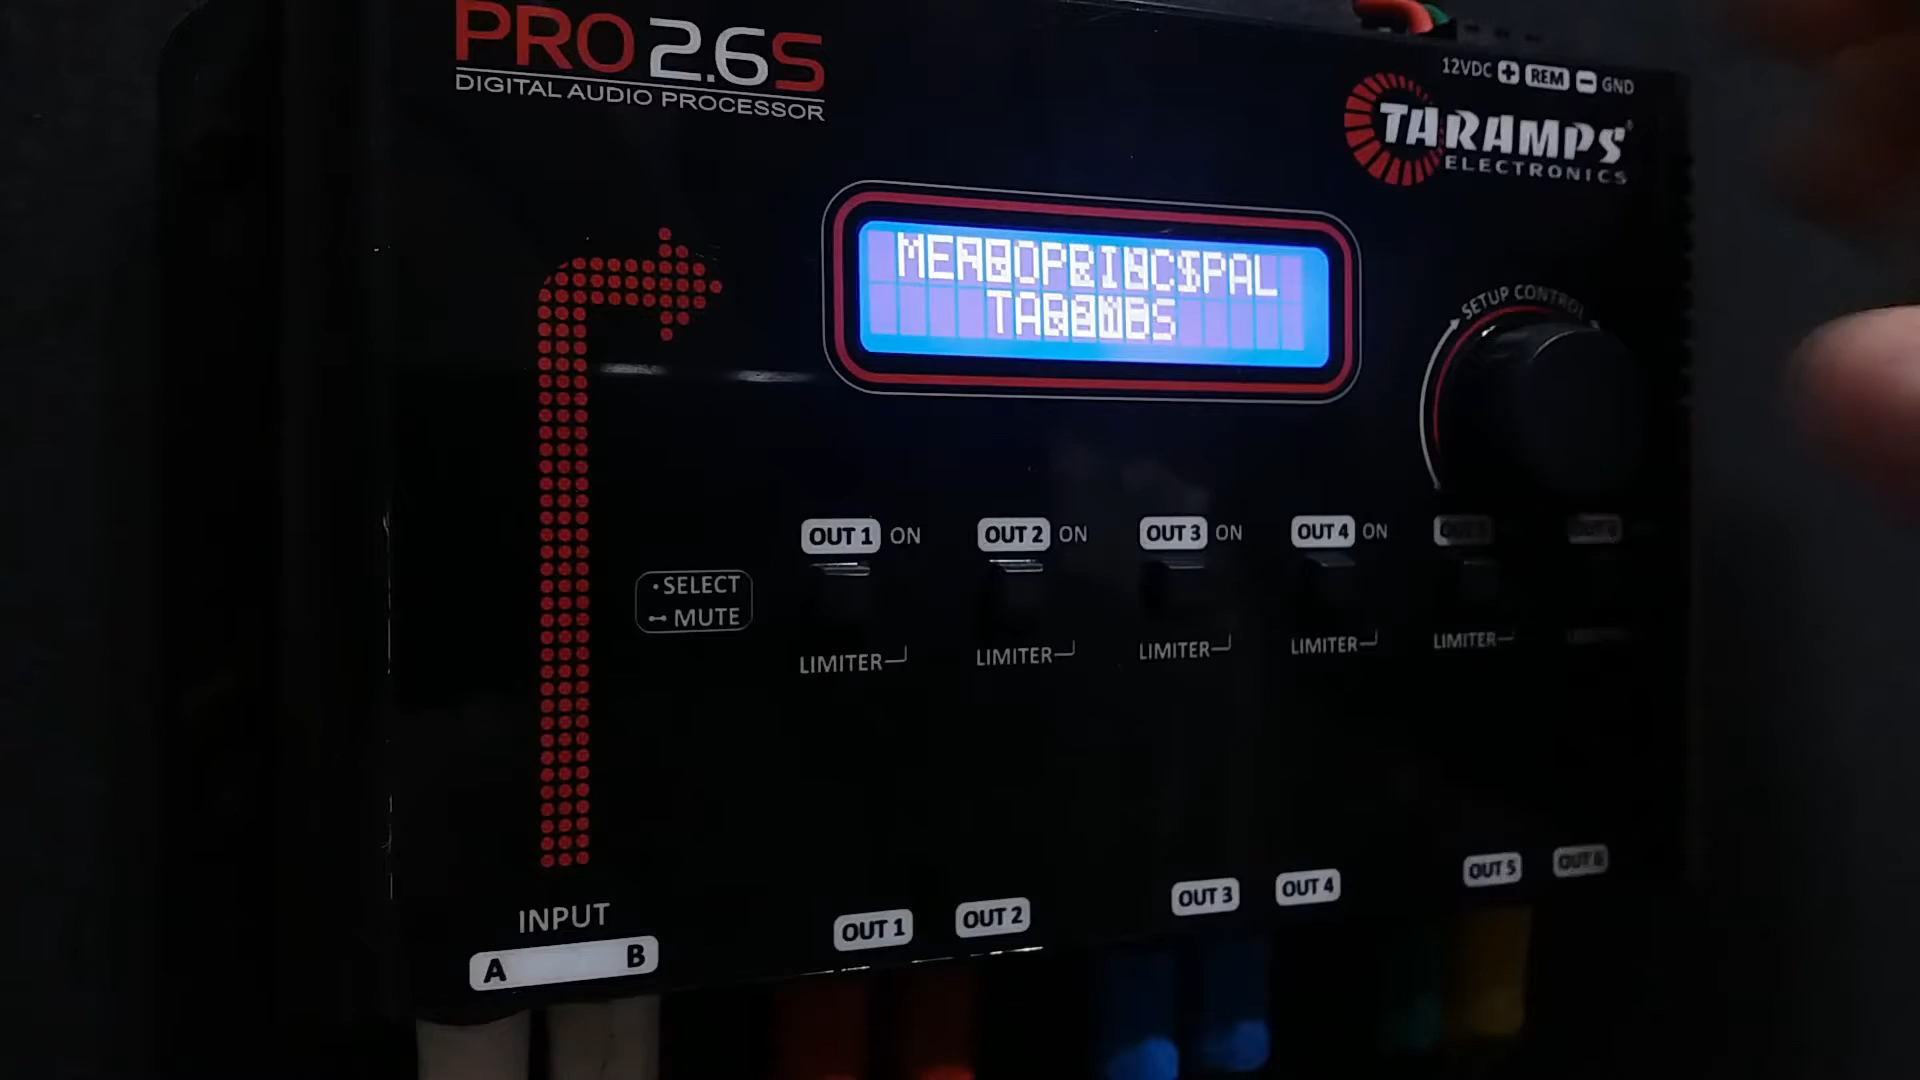 PRO 2.6S
DIGITAL AUDIO PROCESSOR
12VDC + REM - GND
TARAMPS
ELECTRONICS
SETUP CONTROL
OUT 1 ON
OUT 2 ON
OUT 3 ON
OUT 4 ON
SELECT
MUTE
LIMITER
LIMITER
LIMITER
LIMITER
LIMITER
INPUT
A B
OUT 1
OUT 2
OUT 3
OUT 4
OUT 5
OUT 6